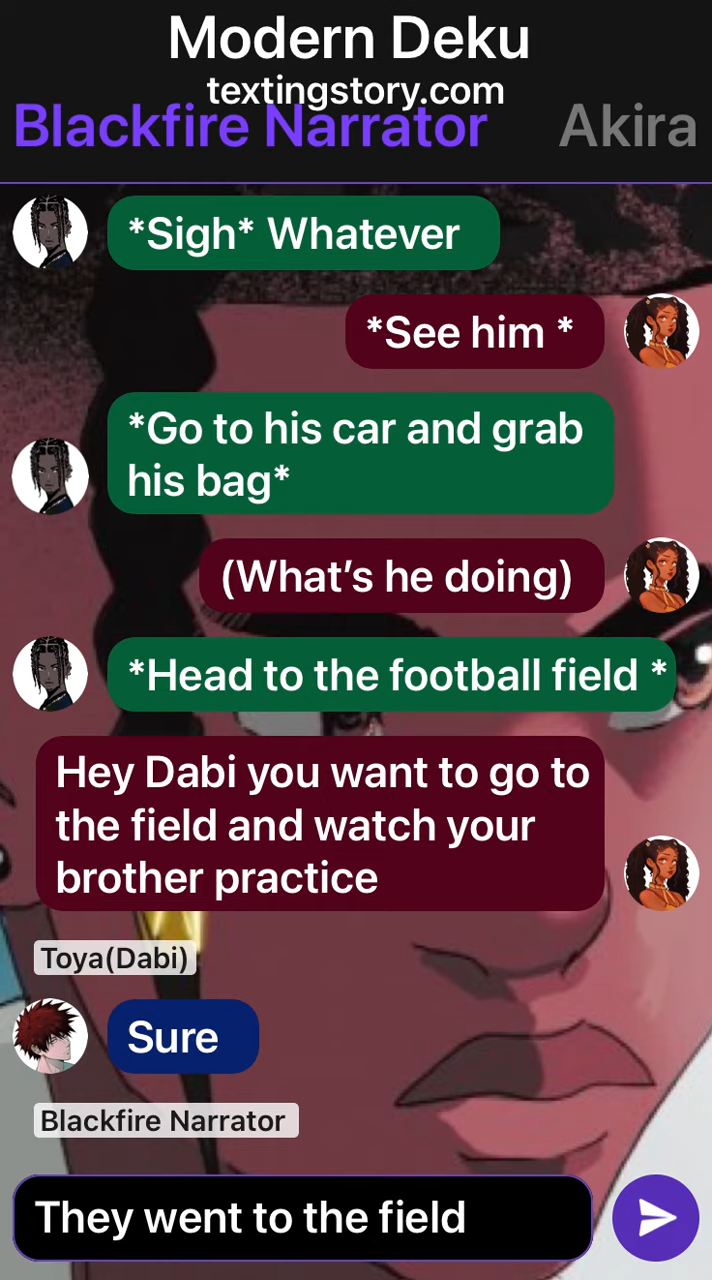 Modern Deku
textingstory.com
Blackfire Narrator Akira
*Sigh* Whatever
*See him *
*Go to his car and grab
his bag*
(What's he doing)
*Head to the football field *
Hey Dabi you want to go to
the field and watch your
brother practice
Toya(Dabi)
Sure
Blackfire Narrator
They went to the field